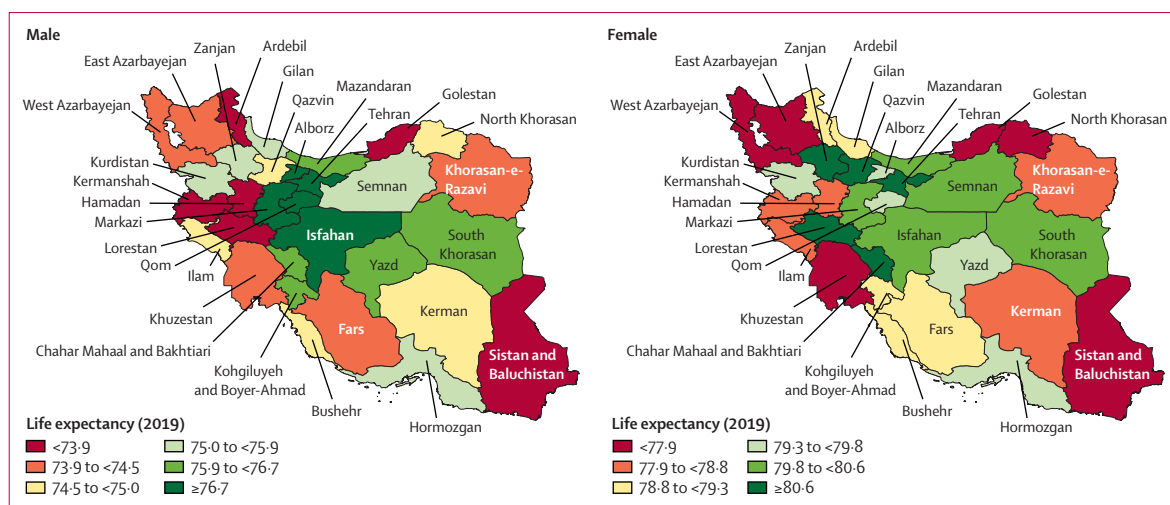 Male
Zanjan
Ardebil
East Azarbayejan
Gilan
Mazandaran
West Azarbayejan
Qazvin
Golestan
Alborz
Tehran
North Khorasan
Kurdistan
Kermanshah
Khorasan-e-
Razavi
Hamadan
Semnan
Markazi
Isfahan
Lorestan
South
Khorasan
Qom
Yazd
Ilam
Kerman
Khuzestan
Fars
Chahar Mahaal and Bakhtiari
Sistan and
Baluchistan
Kohgiluyeh
and Boyer-Ahmad
Bushehr
Hormozgan
Life expectancy (2019)
<73·9
73·9 to <74·5
74·5 to <75·0
75·0 to <75·9
75·9 to <76·7
≥76·7
Female
Zanjan
Ardebil
East Azarbayejan
Gilan
Mazandaran
West Azarbayejan
Qazvin
Golestan
Alborz
Tehran
North Khorasan
Kurdistan
Kermanshah
Khorasan-e-
Razavi
Hamadan
Semnan
Markazi
Isfahan
Lorestan
South
Khorasan
Qom
Yazd
Ilam
Kerman
Khuzestan
Fars
Chahar Mahaal and Bakhtiari
Sistan and
Baluchistan
Kohgiluyeh
and Boyer-Ahmad
Bushehr
Hormozgan
Life expectancy (2019)
<77·9
77·9 to <78·8
78·8 to <79·3
79·3 to <79·8
79·8 to <80·6
≥80·6